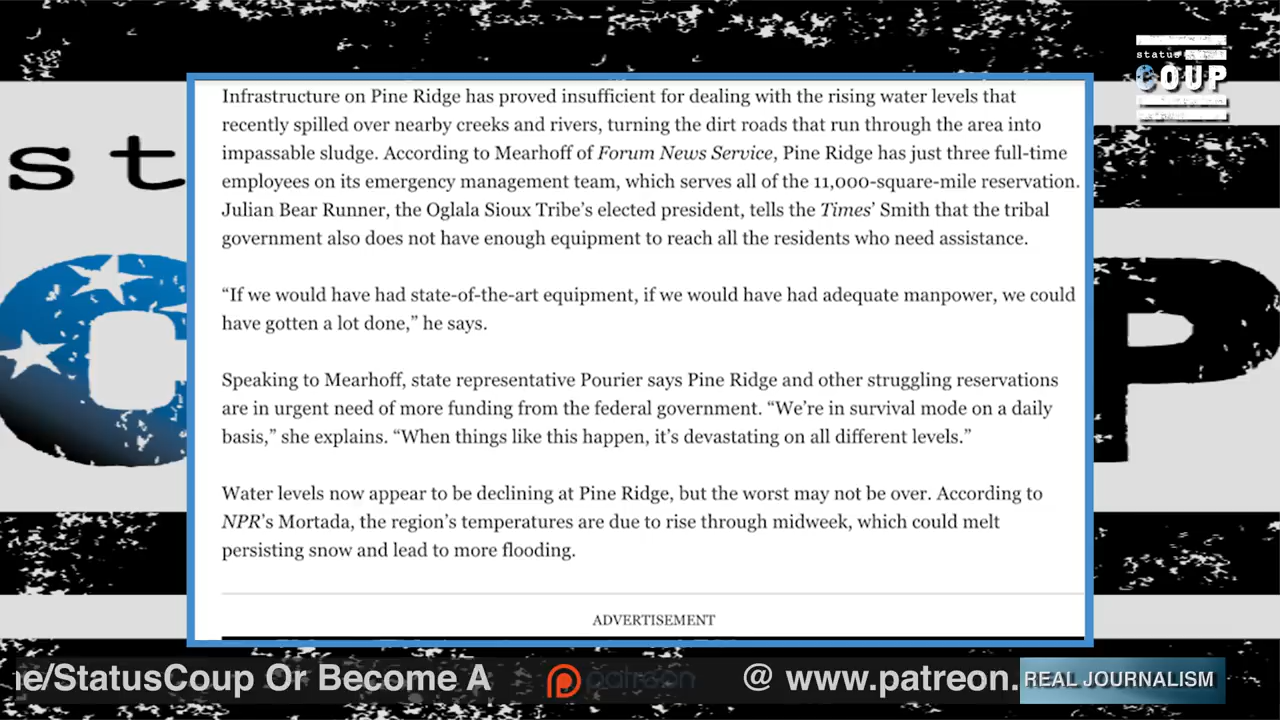 status
COUP
st
Infrastructure on Pine Ridge has proved insufficient for dealing with the rising water levels that
recently spilled over nearby creeks and rivers, turning the dirt roads that run through the area into
impassable sludge. According to Mearhoff of Forum News Service, Pine Ridge has just three full-time
employees on its emergency management team, which serves all of the 11,000-square-mile reservation.
Julian Bear Runner, the Oglala Sioux Tribe’s elected president, tells the Times’ Smith that the tribal
government also does not have enough equipment to reach all the residents who need assistance.
“If we would have had state-of-the-art equipment, if we would have had adequate manpower, we could
have gotten a lot done,” he says.
Speaking to Mearhoff, state representative Pourier says Pine Ridge and other struggling reservations
are in urgent need of more funding from the federal government. “We’re in survival mode on a daily
basis,” she explains. “When things like this happen, it’s devastating on all different levels.”
Water levels now appear to be declining at Pine Ridge, but the worst may not be over. According to
NPR’s Mortada, the region’s temperatures are due to rise through midweek, which could melt
persisting snow and lead to more flooding.
ADVERTISEMENT
C P
e/StatusCoup Or Become A patreon @ www.patreon.
REAL JOURNALISM